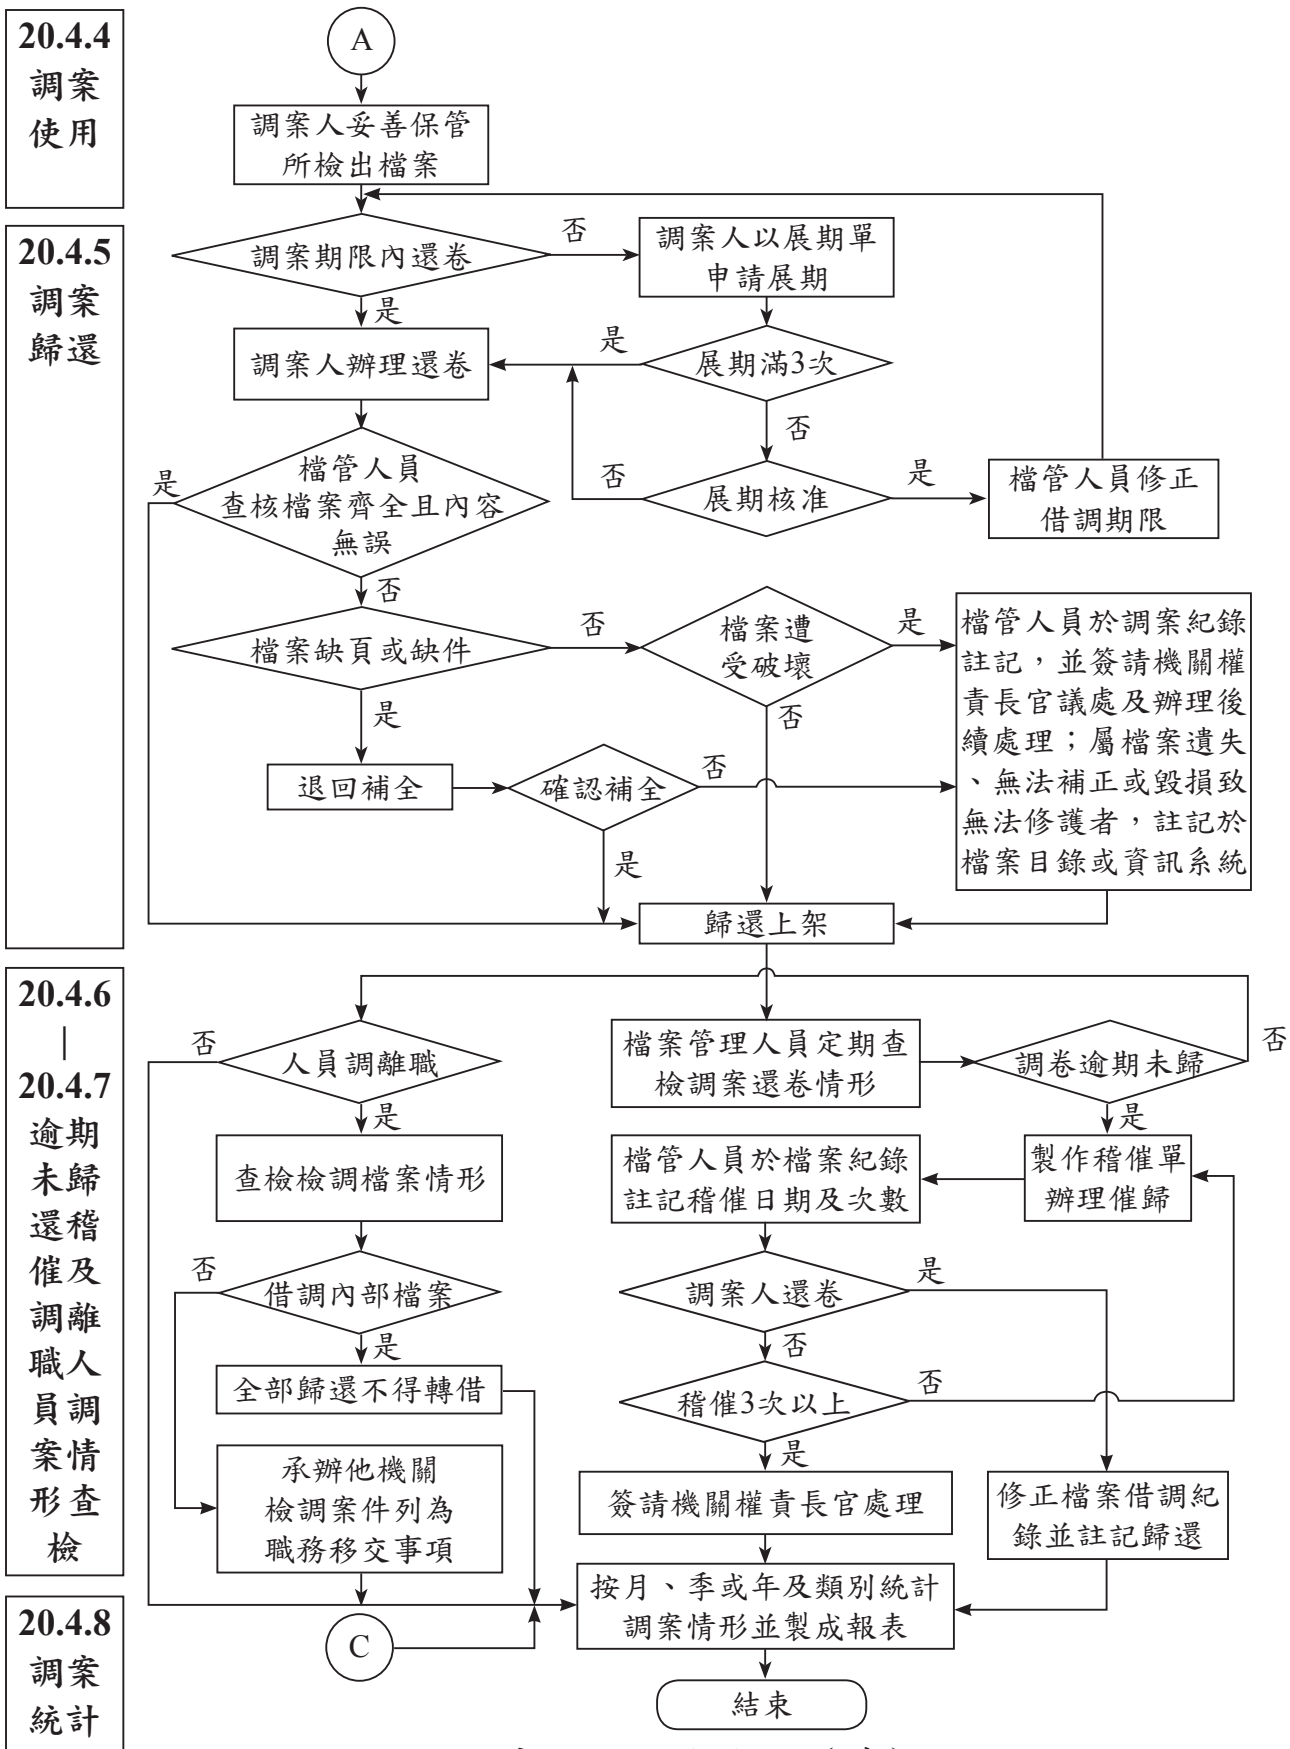 20.4.4
調案
使用
A
調案人妥善保管
所檢出檔案
20.4.5
調案
歸還
調案期限內還卷
否
調案人以展期單
申請展期
是
調案人辦理還卷
是
展期滿3次
否
檔管人員
查核檔案齊全且內容
無誤
是
否
展期核准
是
檔管人員修正
借調期限
否
檔案缺頁或缺件
否
檔案遭
受破壞
是
檔管人員於調案紀錄
註記，並簽請機關權
責長官議處及辦理後
續處理；屬檔案遺失
、無法補正或毀損致
無法修護者，註記於
檔案目錄或資訊系統
是
否
退回補全
確認補全
否
是
歸還上架
20.4.6
｜
20.4.7
逾期
未歸
還稽
催及
調離
職人
員調
案情
形查
檢
否
人員調離職
檔案管理人員定期查
檢調案還卷情形
調卷逾期未歸
否
是
是
查檢檢調檔案情形
檔管人員於檔案紀錄
註記稽催日期及次數
製作稽催單
辦理催歸
否
借調內部檔案
調案人還卷
是
是
否
全部歸還不得轉借
稽催3次以上
否
是
承辦他機關
檢調案件列為
職務移交事項
簽請機關權責長官處理
修正檔案借調紀
錄並註記歸還
20.4.8
調案
統計
C
按月、季或年及類別統計
調案情形並製成報表
結束